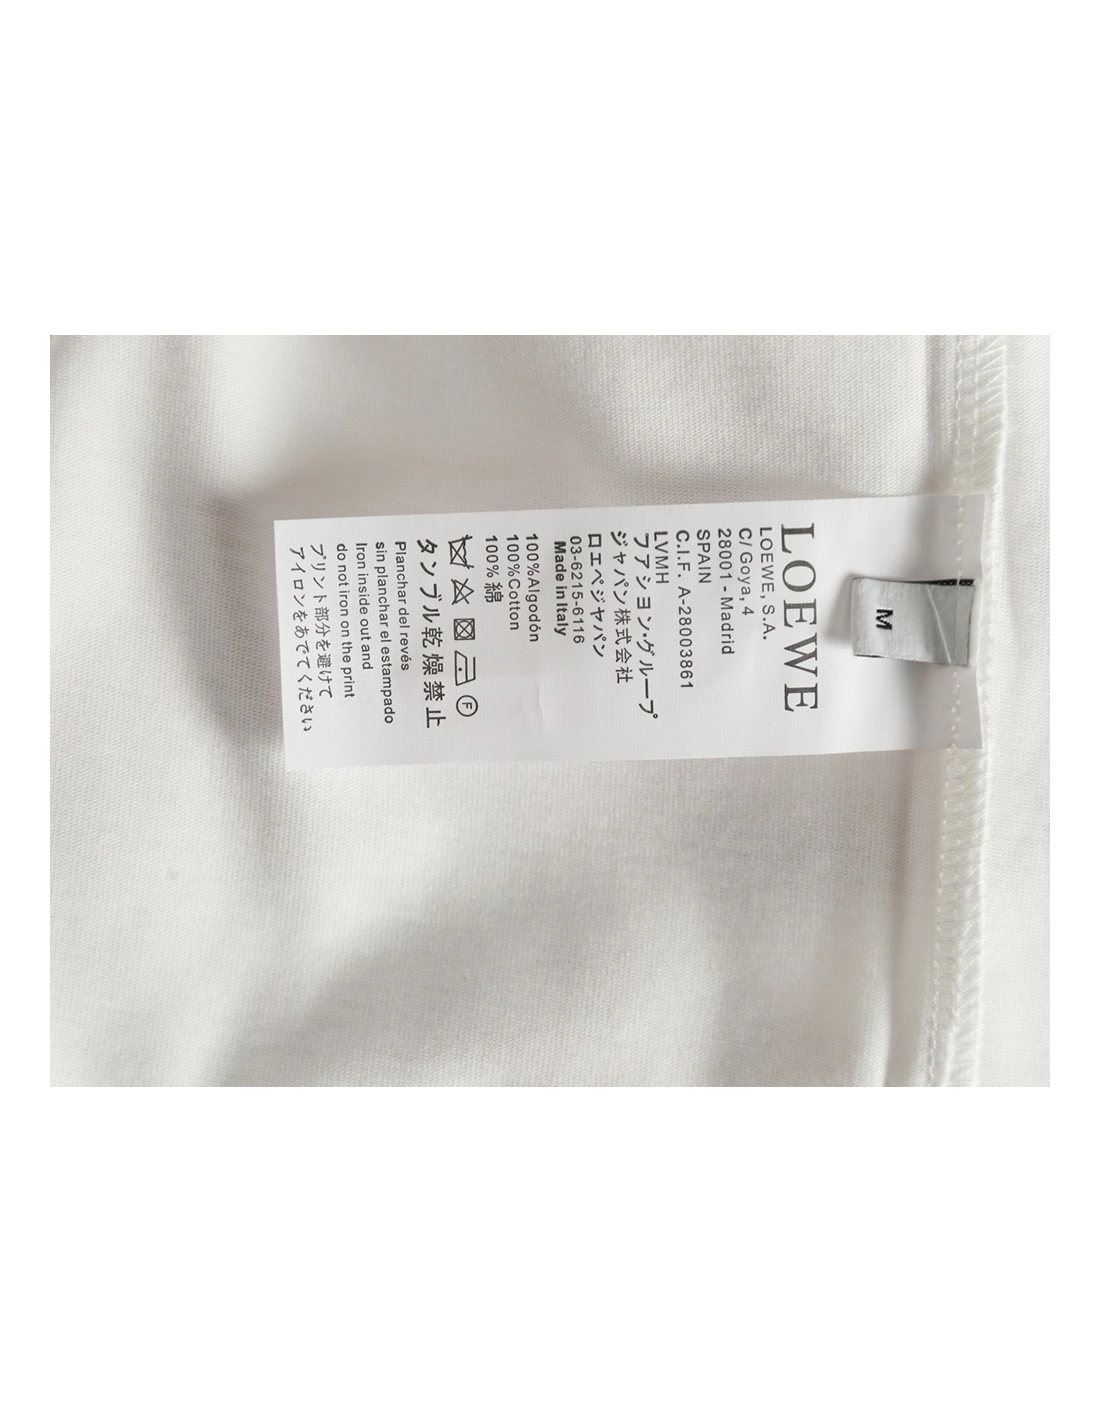 M
LOEWE
LOEWE, S.A.
C/ Goya, 4
28001 - Madrid
SPAIN
C.I.F. A-28003861
LVMH
ファション・グループ
ジャパン株式会社
ロエベジャパン
03-6215-6116
Made in Italy
100%Algodón
100%Cotton
100%綿
F
タンブル乾燥禁止
Planchar del revés
sin planchar el estampado
Iron inside out and
do not iron on the print
プリント部分を避けて
アイロンをあててください